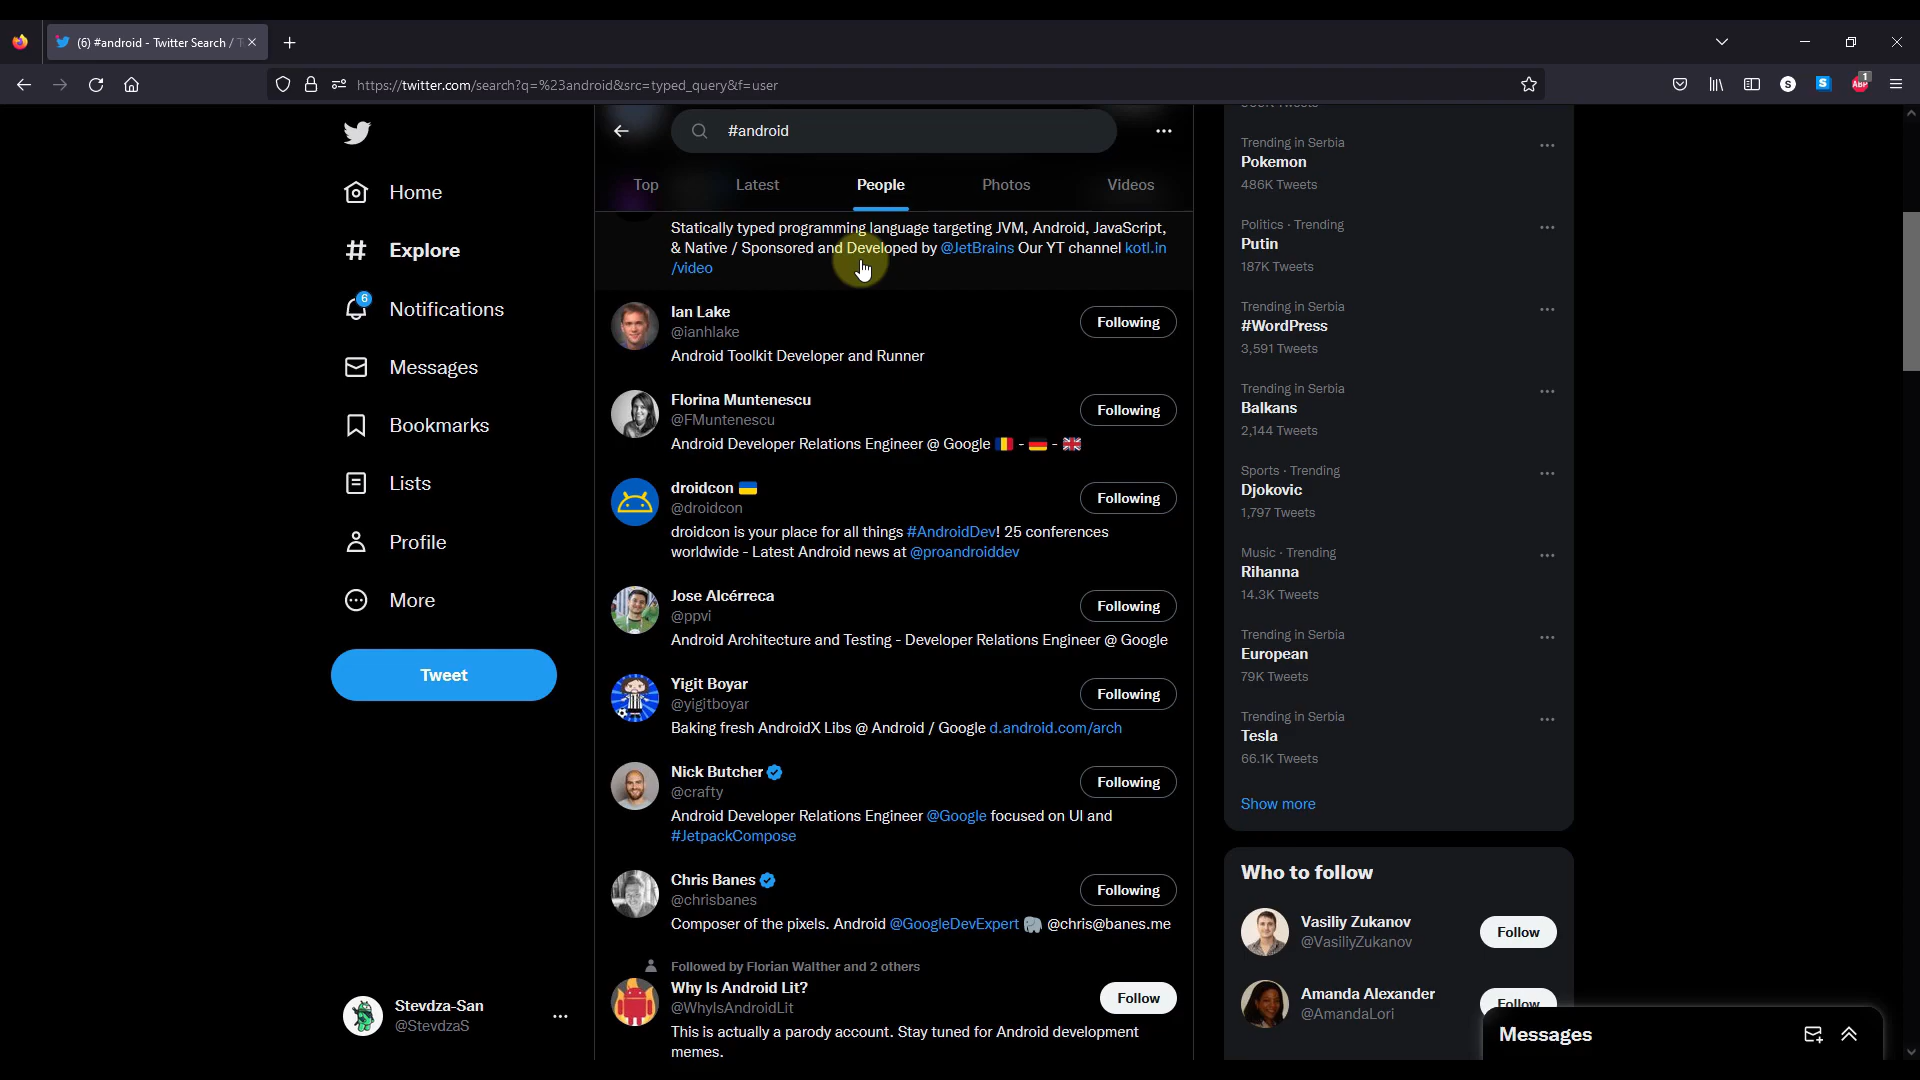 (6) #android - Twitter Search / T
https://twitter.com/search?q=%23android&src=typed_query&f=user
S
S
ABP
1
#android
Top
Latest
People
Photos
Videos
Home
Explore
6
Notifications
Messages
Bookmarks
Lists
Profile
More
Tweet
Stevdza-San
@StevdzaS
Statically typed programming language targeting JVM, Android, JavaScript,
& Native / Sponsored and Developed by @JetBrains Our YT channel kotl.in
/video
Ian Lake
@ianhlake
Following
Android Toolkit Developer and Runner
Florina Muntenescu
@FMuntenescu
Following
Android Developer Relations Engineer @ Google 🇷🇴 - 🇩🇪 - 🇬🇧
droidcon 🇺🇦
@droidcon
Following
droidcon is your place for all things #AndroidDev! 25 conferences
worldwide - Latest Android news at @proandroiddev
Jose Alcérreca
@ppvi
Following
Android Architecture and Testing - Developer Relations Engineer @ Google
Yigit Boyar
@yigitboyar
Following
Baking fresh AndroidX Libs @ Android / Google d.android.com/arch
Nick Butcher
@crafty
Following
Android Developer Relations Engineer @Google focused on UI and
#JetpackCompose
Chris Banes
@chrisbanes
Following
Composer of the pixels. Android @GoogleDevExpert 🐘 @chris@banes.me
Followed by Florian Walther and 2 others
Why Is Android Lit?
@WhyIsAndroidLit
Follow
This is actually a parody account. Stay tuned for Android development
memes.
Trending in Serbia
Pokemon
486K Tweets
Politics · Trending
Putin
187K Tweets
Trending in Serbia
#WordPress
3,591 Tweets
Trending in Serbia
Balkans
2,144 Tweets
Sports · Trending
Djokovic
1,797 Tweets
Music · Trending
Rihanna
14.3K Tweets
Trending in Serbia
European
79K Tweets
Trending in Serbia
Tesla
66.1K Tweets
Show more
Who to follow
Vasiliy Zukanov
@VasiliyZukanov
Follow
Amanda Alexander
@AmandaLori
Follow
Messages